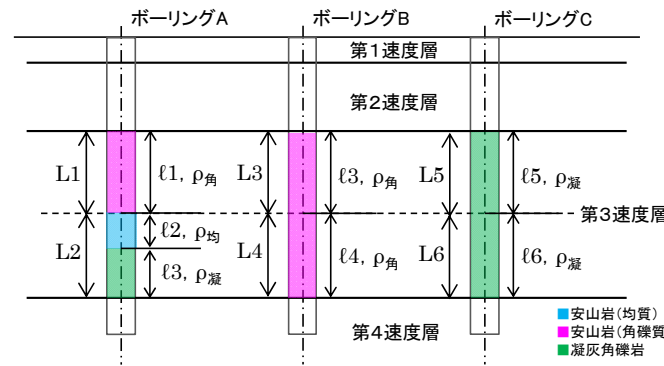 ボーリングA
ボーリングB
ボーリングC
第1速度層
第2速度層
L1
ℓ1, ρ角
L3
ℓ3, ρ角
L5
ℓ5, ρ凝
第3速度層
L2
ℓ2, ρ均
ℓ3, ρ凝
L4
ℓ4, ρ角
L6
ℓ6, ρ凝
第4速度層
安山岩(均質)
安山岩(角礫質)
凝灰角礫岩